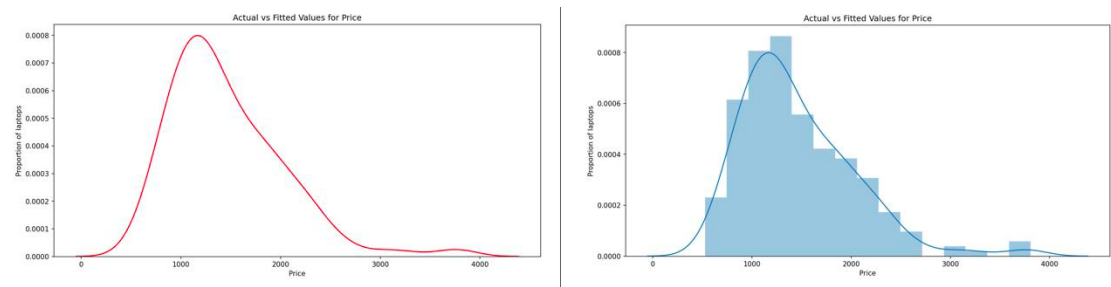 Actual vs Fitted Values for Price
0.0008
0.0007
0.0006
0.0005
0.0004
0.0003
0.0002
0.0001
0.0000
Proportion of laptops
0 1000 2000 3000 4000
Price
Actual vs Fitted Values for Price
0.0008
0.0006
0.0004
0.0002
0.0000
Proportion of laptops
0 1000 2000 3000 4000
Price